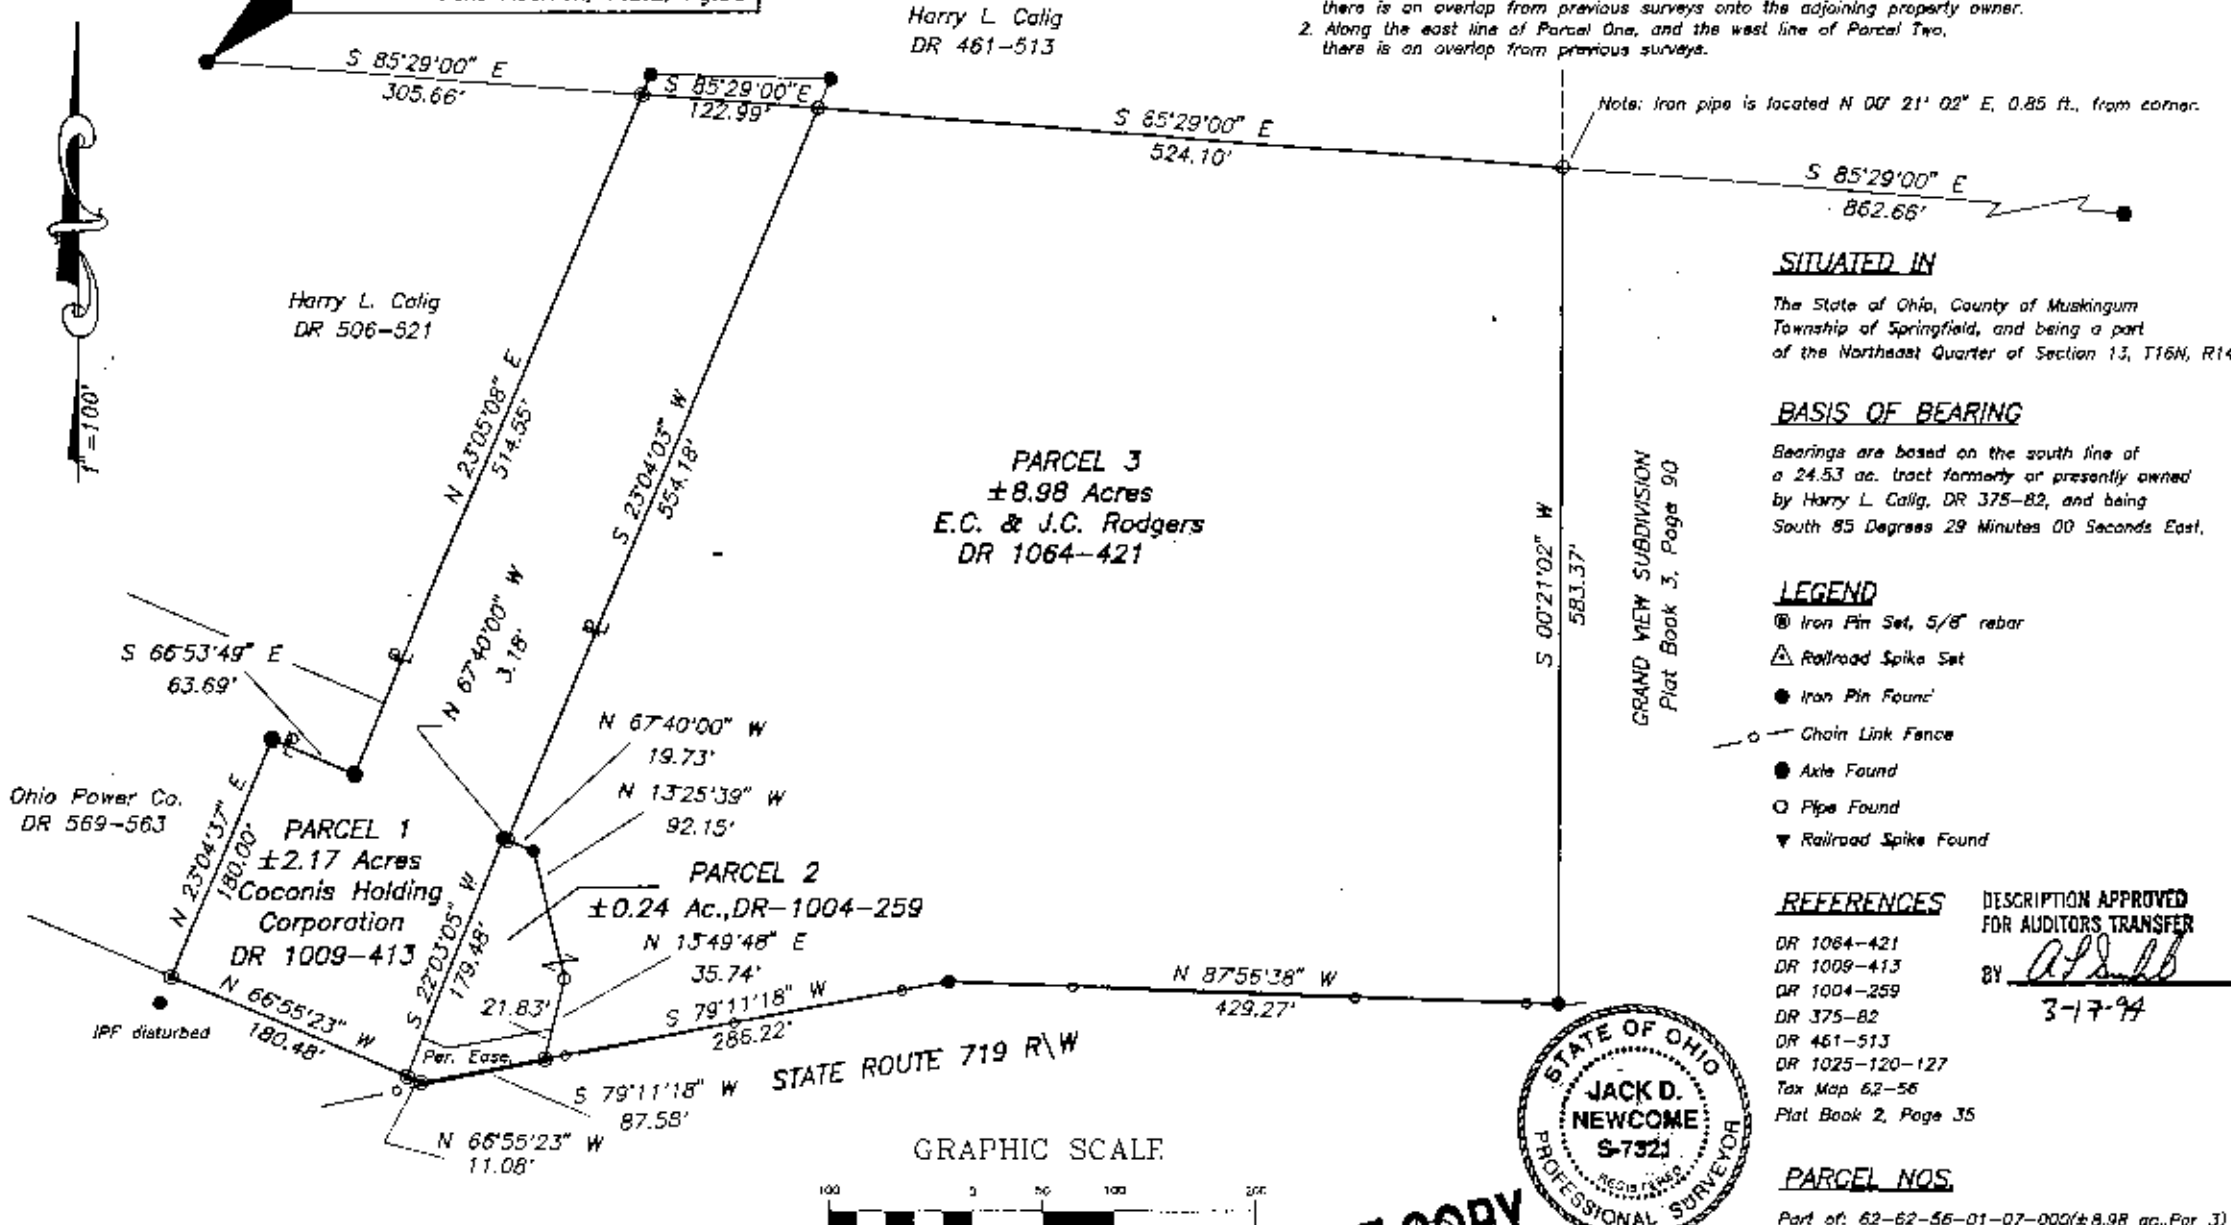 Harry L. Calig
DR 461-513
there is an overlap from previous surveys onto the adjoining property owner.
2. Along the east line of Parcel One, and the west line of Parcel Two,
there is an overlap from previous surveys.
S 85°29'00" E
305.66'
S 85°29'00" E
122.99'
S 85°29'00" E
524.10'
Note: Iron pipe is located N 00° 21' 02" E, 0.85 ft., from corner.
S 85°29'00" E
862.66'
1"=100'
Harry L. Calig
DR 506-521
N 23°05'08" E
514.55'
S 23°04'03" W
554.18'
PARCEL 3
±8.98 Acres
E.C. & J.C. Rodgers
DR 1064-421
S 00°21'02" W
583.37'
GRAND VIEW SUBDIVISION
Plat Book 3, Page 90
SITUATED IN
The State of Ohio, County of Muskingum
Township of Springfield, and being a part
of the Northeast Quarter of Section 13, T16N, R14
BASIS OF BEARING
Bearings are based on the south line of
a 24.53 ac. tract formerly or presently owned
by Harry L. Calig, DR 375-82, and being
South 85 Degrees 29 Minutes 00 Seconds East.
LEGEND
Iron Pin Set, 5/8" rebar
Railroad Spike Set
Iron Pin Found
Chain Link Fence
Axle Found
Pipe Found
Railroad Spike Found
S 66°53'49" E
63.69'
N 67°40'00" W
3.18'
N 67°40'00" W
19.73'
N 13°25'39" W
92.15'
Ohio Power Co.
DR 569-563
N 23°04'37" E
180.00'
PARCEL 1
±2.17 Acres
Coconis Holding
Corporation
DR 1009-413
PARCEL 2
±0.24 Ac.,DR-1004-259
S 22°03'05" W
179.48'
N 13°49'48" E
35.74'
21.83'
S 79°11'18" W
286.22'
N 87°56'38" W
429.27'
IPF disturbed
N 66°55'23" W
180.48'
Per. Ease.
S 79°11'18" W
87.58'
N 66°55'23" W
11.08'
STATE ROUTE 719 R\W
GRAPHIC SCALE
100 0 50 100 200
STATE OF OHIO
JACK D.
NEWCOME
S-7321
REGISTERED
PROFESSIONAL SURVEYOR
COPY
REFERENCES
DR 1064-421
DR 1009-413
DR 1004-259
DR 375-82
DR 461-513
DR 1025-120-127
Tax Map 62-56
Plat Book 2, Page 35
DESCRIPTION APPROVED
FOR AUDITORS TRANSFER
BY
3-17-94
PARCEL NOS.
Part of: 62-62-56-01-07-000(±8.98 ac.Par 3)